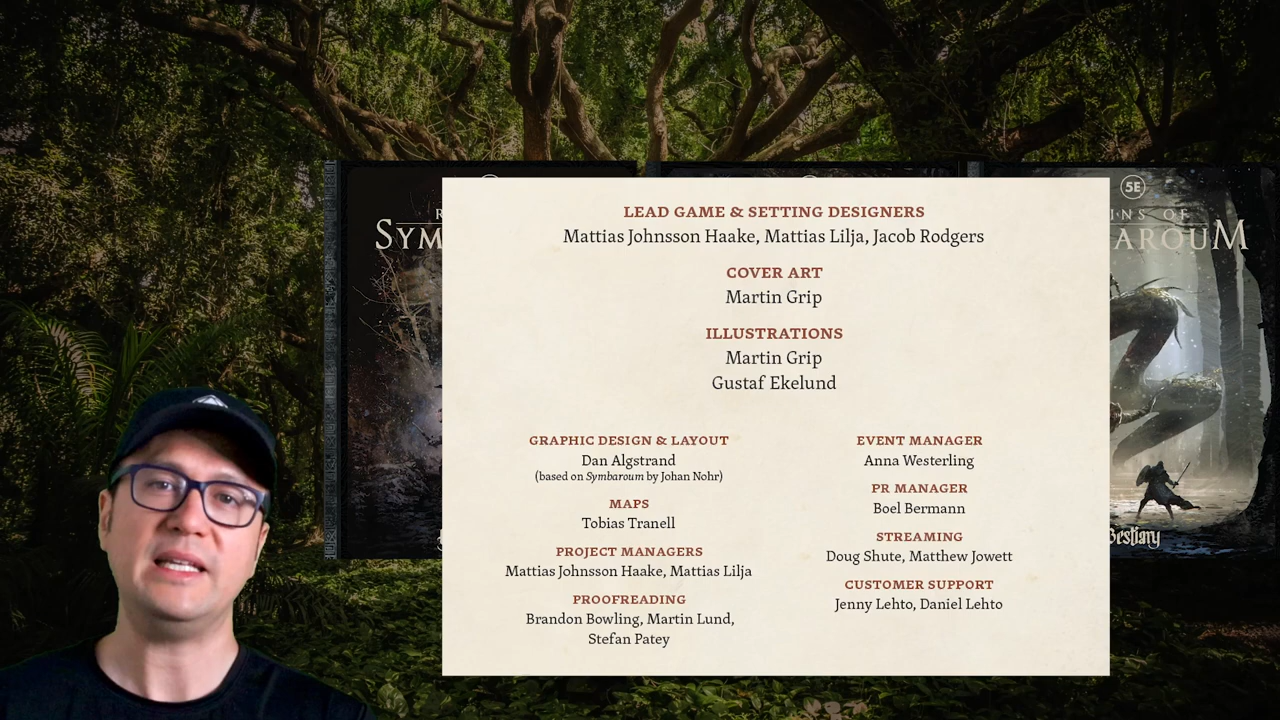 LEAD GAME & SETTING DESIGNERS
Mattias Johnsson Haake, Mattias Lilja, Jacob Rodgers
COVER ART
Martin Grip
ILLUSTRATIONS
Martin Grip
Gustaf Ekelund
GRAPHIC DESIGN & LAYOUT
Dan Algstrand
(based on Symbaroum by Johan Nohr)
MAPS
Tobias Tranell
PROJECT MANAGERS
Mattias Johnsson Haake, Mattias Lilja
PROOFREADING
Brandon Bowling, Martin Lund,
Stefan Patey
EVENT MANAGER
Anna Westerling
PR MANAGER
Boel Bermann
STREAMING
Doug Shute, Matthew Jowett
CUSTOMER SUPPORT
Jenny Lehto, Daniel Lehto
R
SYM
5E
INS OF
AROUM
Bestiary